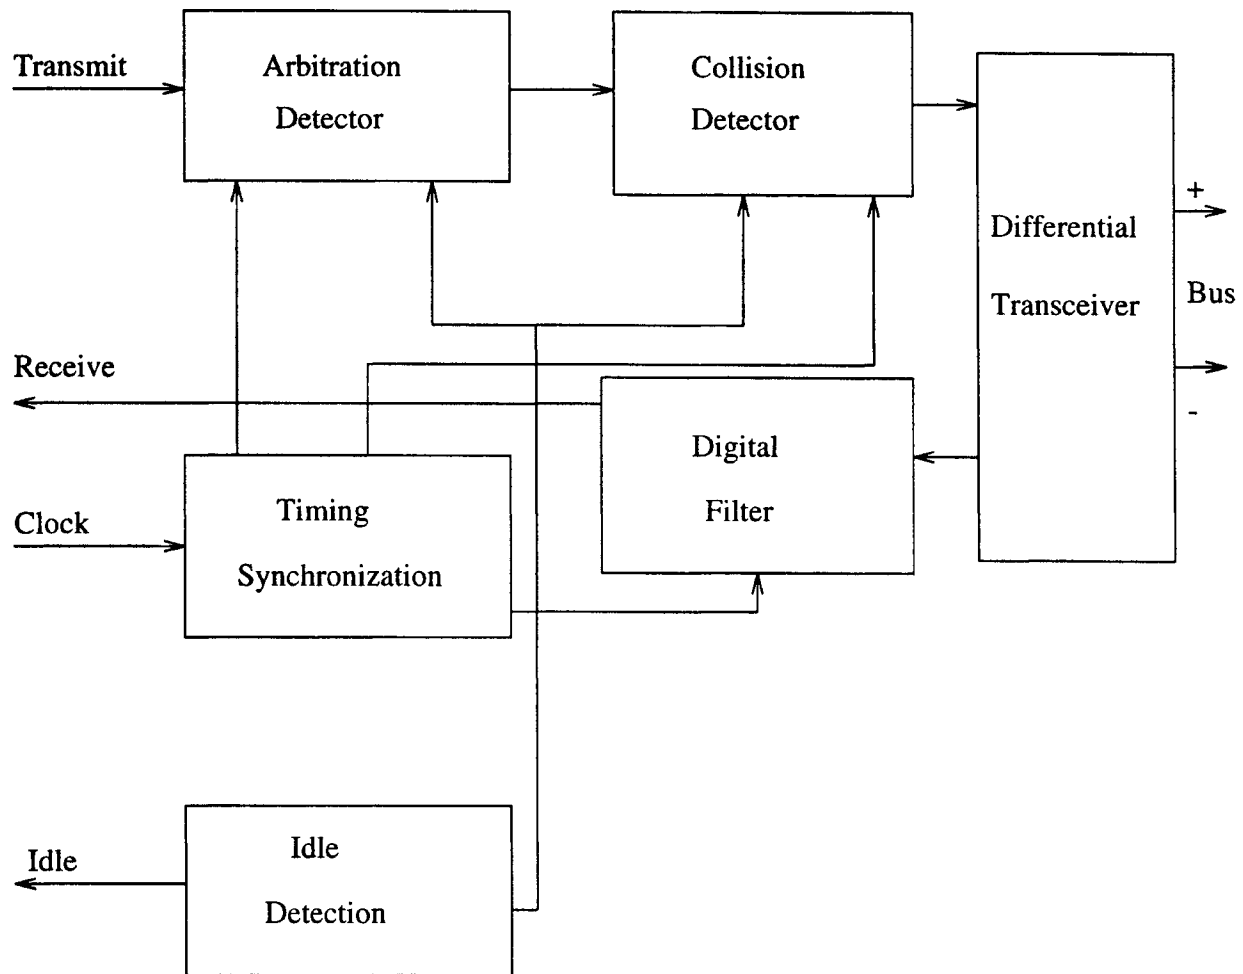 Transmit
Arbitration
Detector
Collision
Detector
+
Differential
Transceiver
Bus
-
Receive
Digital
Filter
Clock
Timing
Synchronization
Idle
Idle
Detection